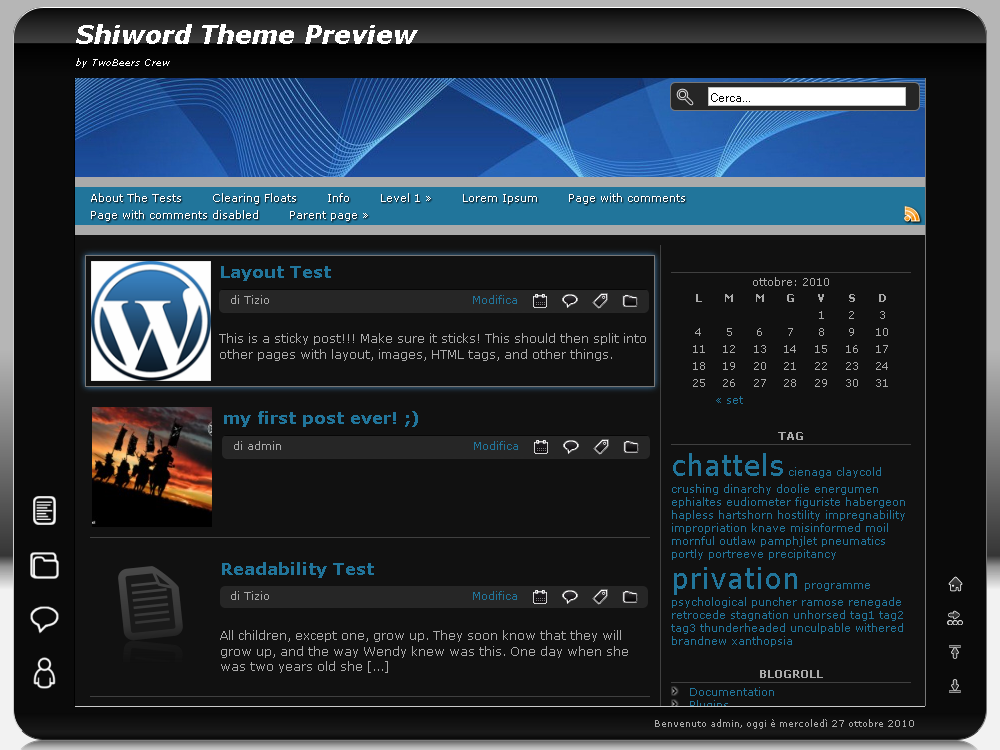 Shiword Theme Preview
by TwoBeers Crew
Cerca...
About The Tests Clearing Floats Info Level 1 » Lorem Ipsum Page with comments
Page with comments disabled Parent page »
Layout Test
di Tizio Modifica
This is a sticky post!!! Make sure it sticks! This should then split into
other pages with layout, images, HTML tags, and other things.
my first post ever! ;)
di admin Modifica
Readability Test
di Tizio Modifica
All children, except one, grow up. They soon know that they will
grow up, and the way Wendy knew was this. One day when she
was two years old she [...]
ottobre: 2010
L M M G V S D
1 2 3
4 5 6 7 8 9 10
11 12 13 14 15 16 17
18 19 20 21 22 23 24
25 26 27 28 29 30 31
« set
TAG
chattels cienaga claycold
crushing dinarchy doolie energumen
ephialtes eudiometer figuriste habergeon
hapless hartshorn hostility impregnability
impropriation knave misinformed moil
mornful outlaw pamphjlet pneumatics
portly portreeve precipitancy
privation programme
psychological puncher ramose renegade
retrocede stagnation unhorsed tag1 tag2
tag3 thunderheaded unculpable withered
brandnew xanthopsia
BLOGROLL
Documentation
Plugins
Benvenuto admin, oggi è mercoledì 27 ottobre 2010